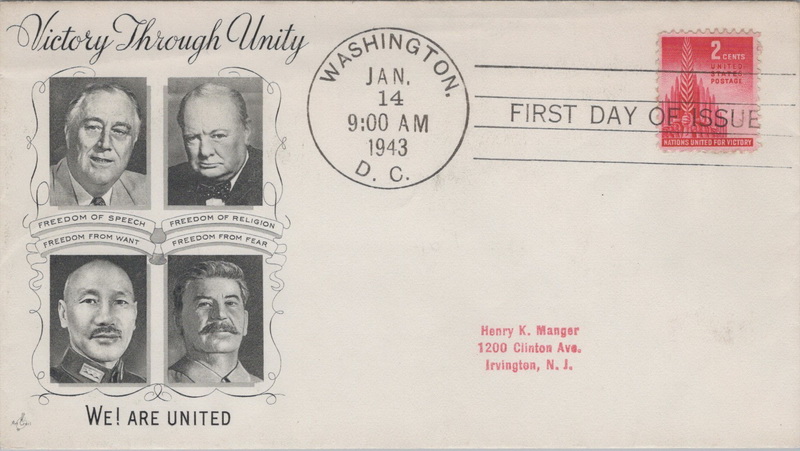 Victory Through Unity
FREEDOM OF SPEECH
FREEDOM OF RELIGION
FREEDOM FROM WANT
FREEDOM FROM FEAR
WE! ARE UNITED
WASHINGTON,
JAN.
14
9:00 AM
1943
D. C.
FIRST DAY OF ISSUE
2 CENTS
UNITED
STATES
POSTAGE
NATIONS UNITED FOR VICTORY
Henry K. Manger
1200 Clinton Ave.
Irvington, N. J.